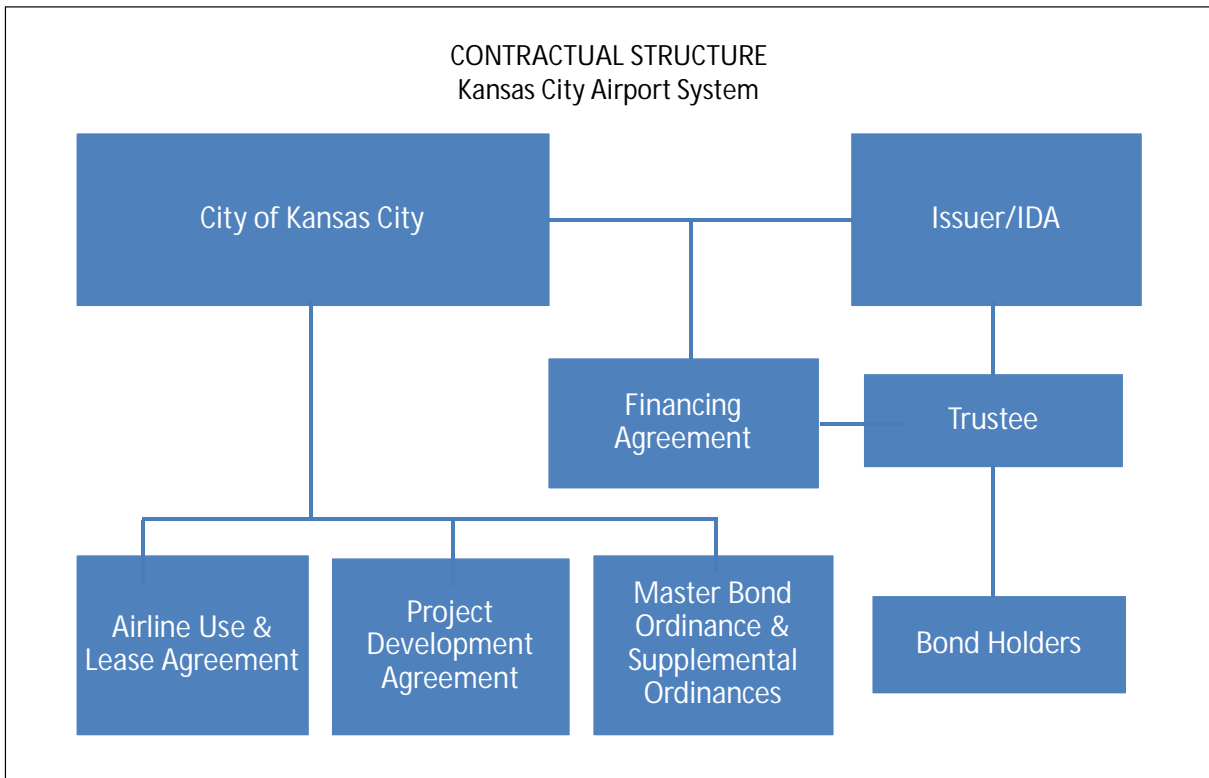 CONTRACTUAL STRUCTURE
Kansas City Airport System
City of Kansas City
Issuer/IDA
Financing
Agreement
Trustee
Airline Use &
Lease Agreement
Project
Development
Agreement
Master Bond
Ordinance &
Supplemental
Ordinances
Bond Holders